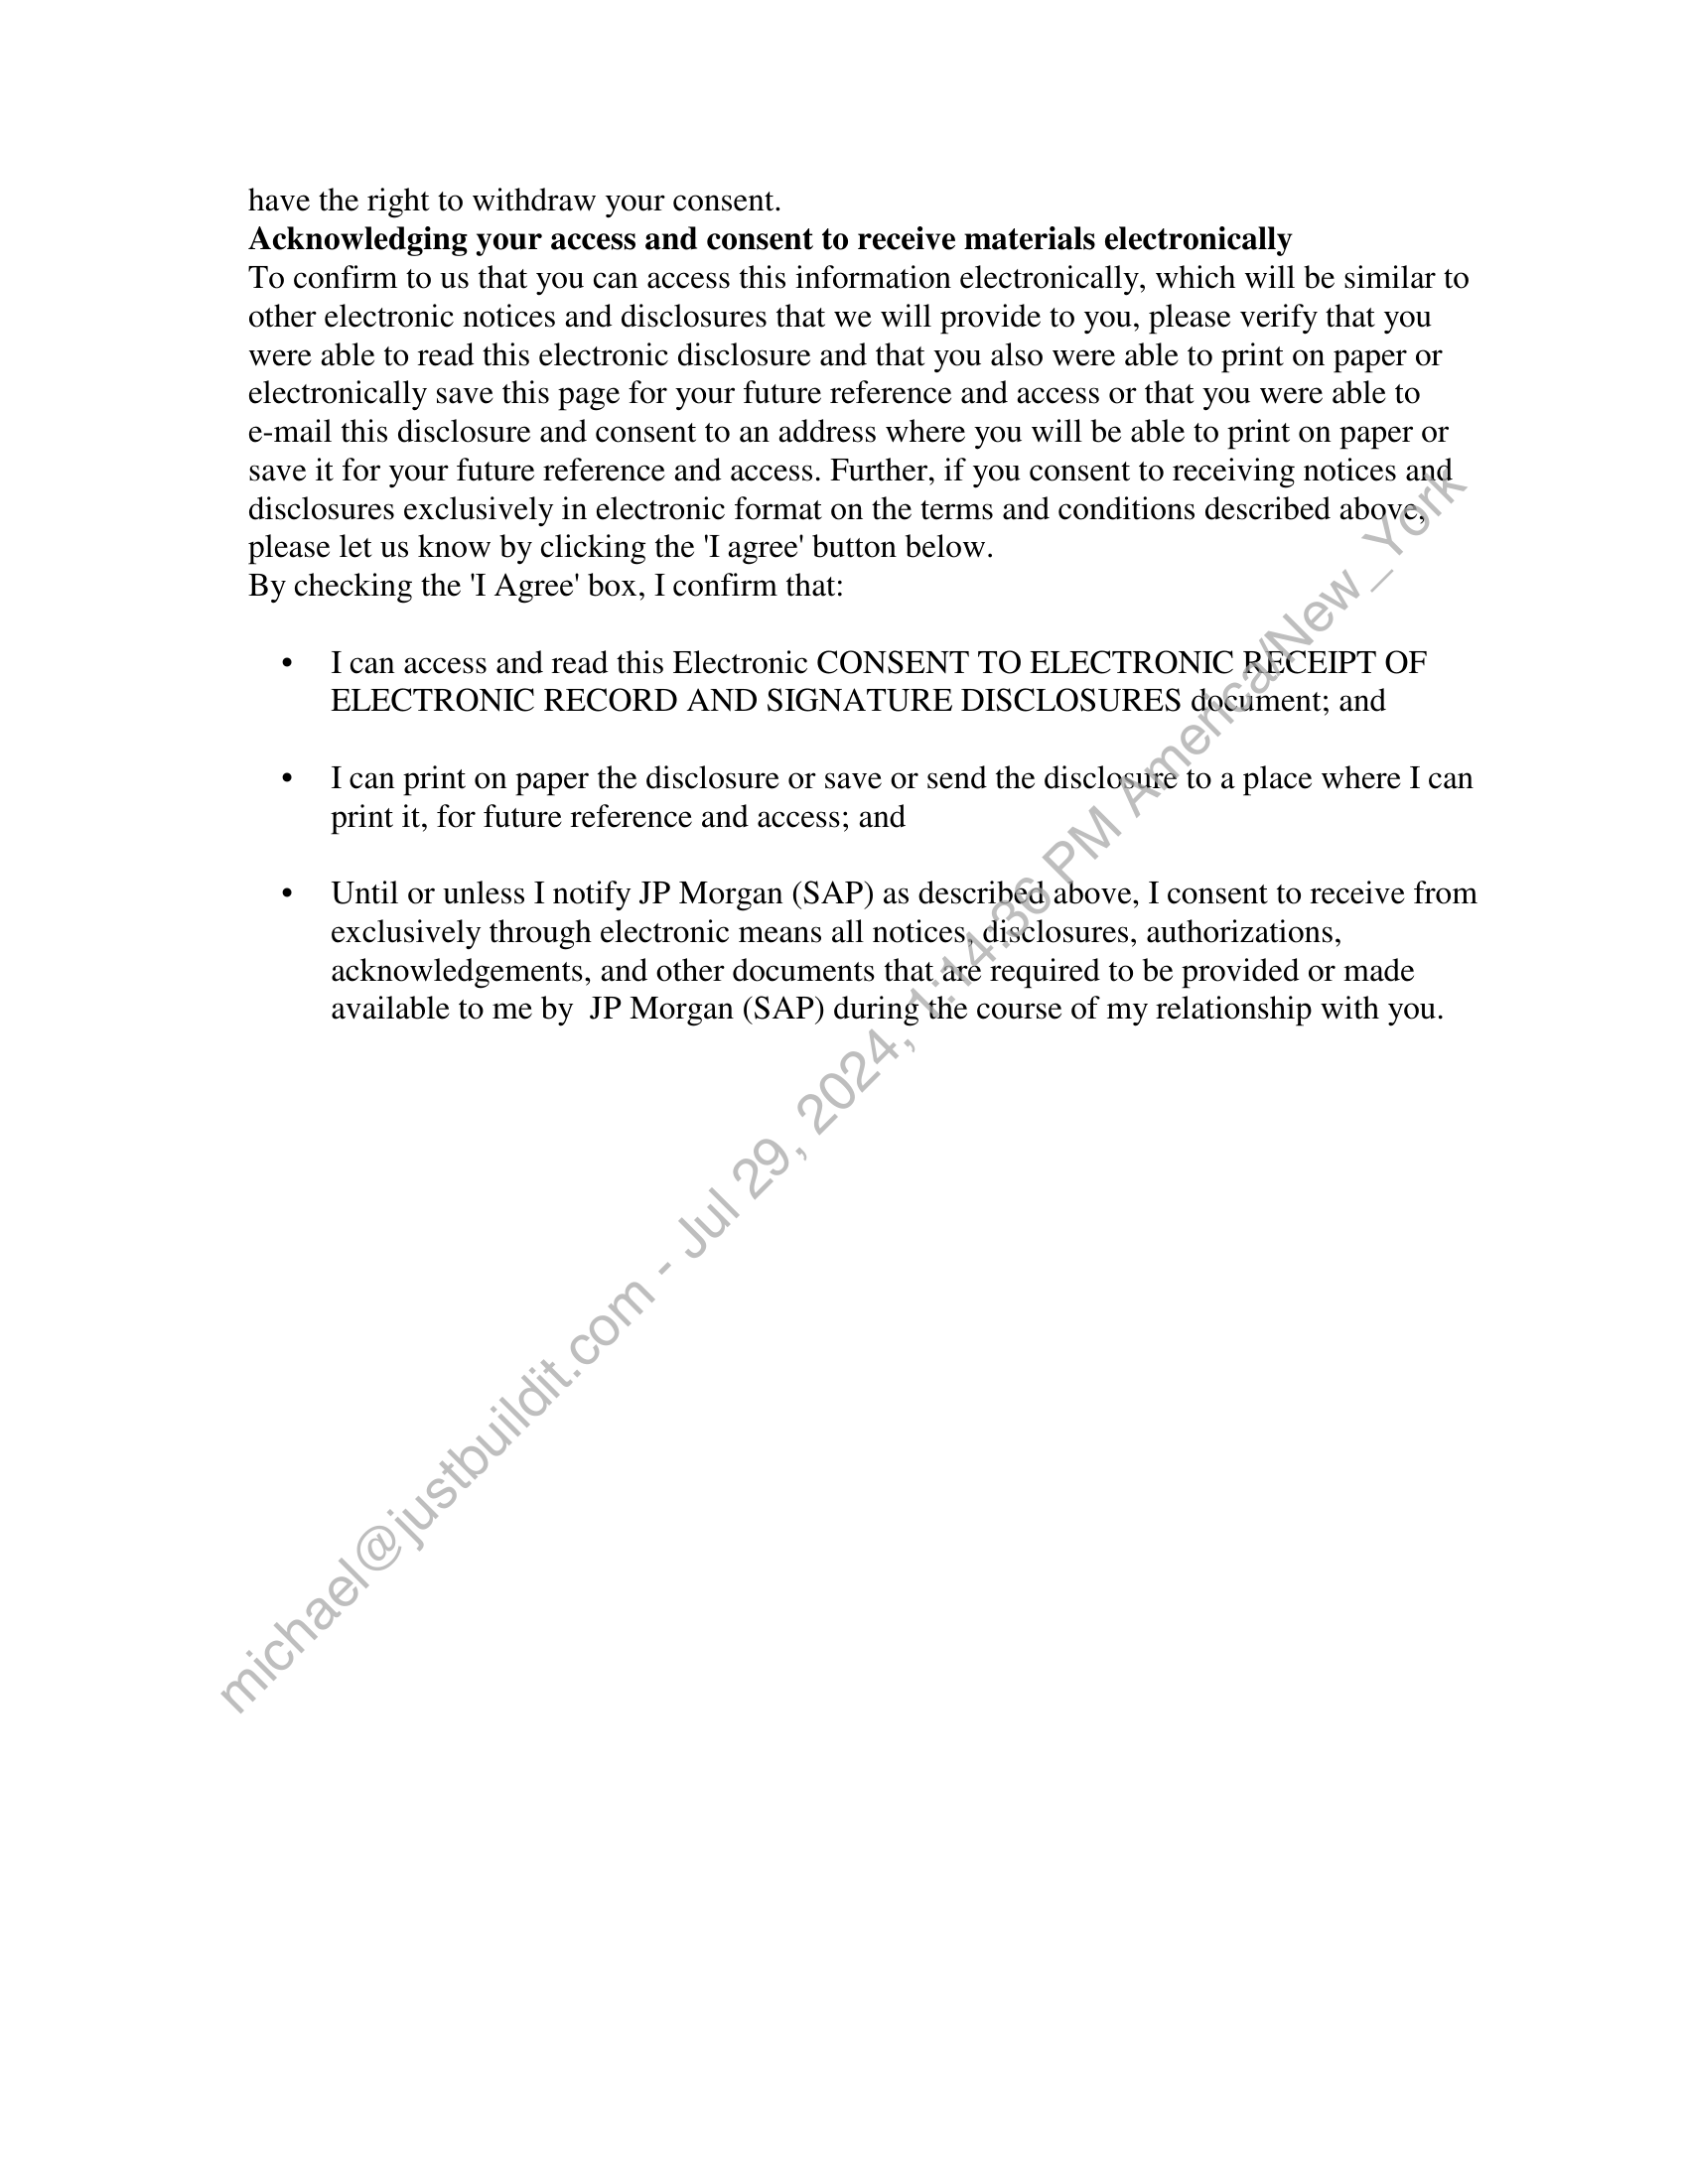 have the right to withdraw your consent.
Acknowledging your access and consent to receive materials electronically
To confirm to us that you can access this information electronically, which will be similar to
other electronic notices and disclosures that we will provide to you, please verify that you
were able to read this electronic disclosure and that you also were able to print on paper or
electronically save this page for your future reference and access or that you were able to
e-mail this disclosure and consent to an address where you will be able to print on paper or
save it for your future reference and access. Further, if you consent to receiving notices and
disclosures exclusively in electronic format on the terms and conditions described above,
please let us know by clicking the 'I agree' button below.
By checking the 'I Agree' box, I confirm that:
• I can access and read this Electronic CONSENT TO ELECTRONIC RECEIPT OF
ELECTRONIC RECORD AND SIGNATURE DISCLOSURES document; and
• I can print on paper the disclosure or save or send the disclosure to a place where I can
print it, for future reference and access; and
• Until or unless I notify JP Morgan (SAP) as described above, I consent to receive from
exclusively through electronic means all notices, disclosures, authorizations,
acknowledgements, and other documents that are required to be provided or made
available to me by  JP Morgan (SAP) during the course of my relationship with you.
michael@justbuildit.com - Jul 29, 2024, 1:14:36 PM America/New_York